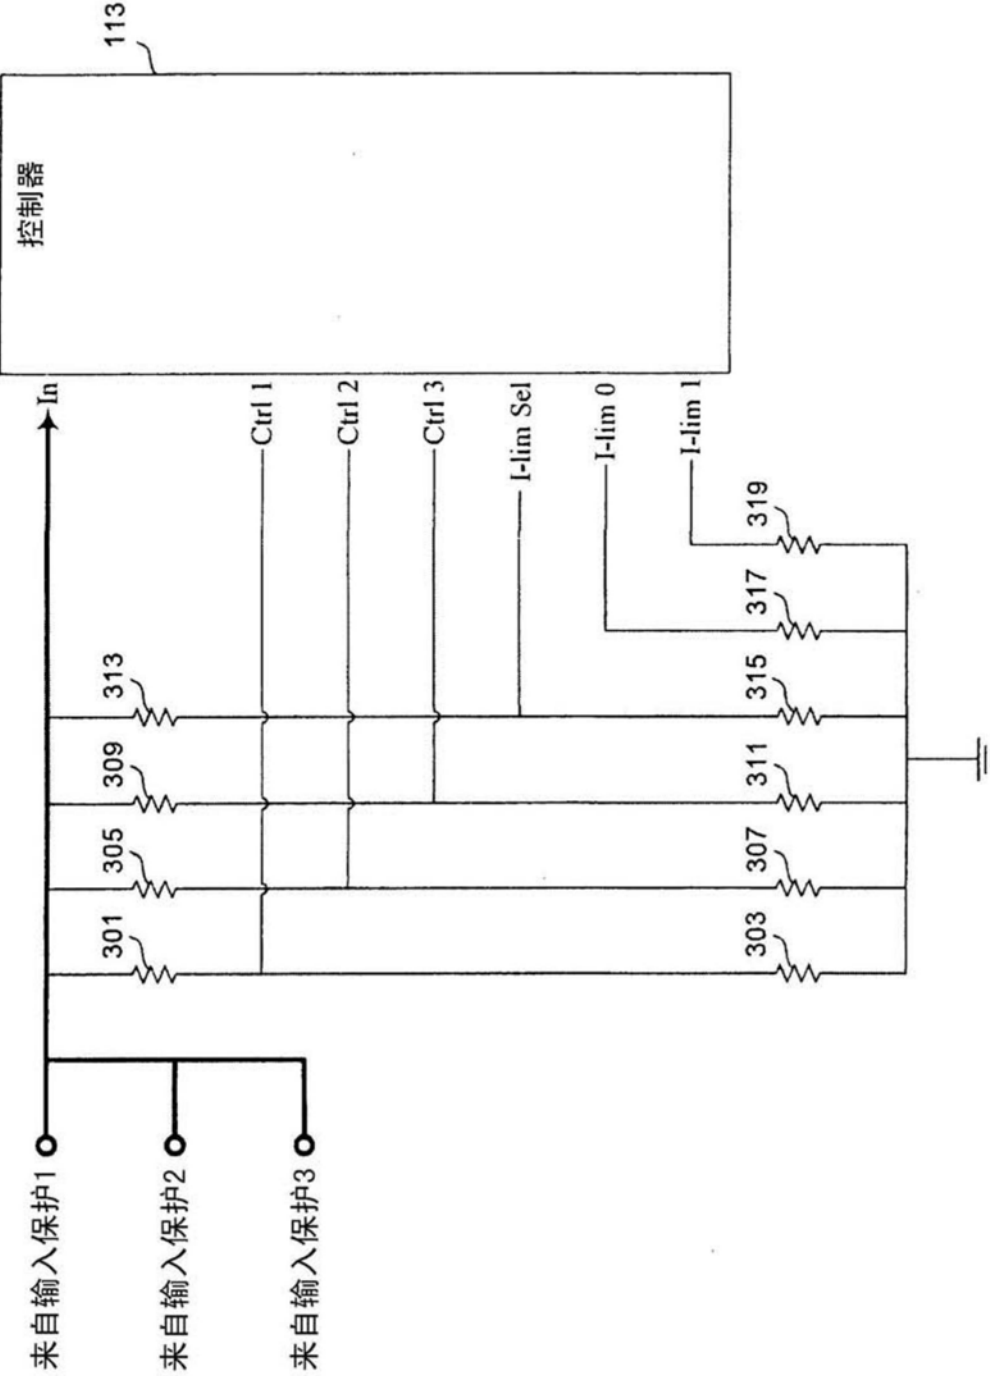 113
控制器
In
Ctrl 1
Ctrl 2
Ctrl 3
I-lim Sel
I-lim 0
I-lim 1
301
305
309
313
303
307
311
315
317
319
来自输入保护1
来自输入保护2
来自输入保护3